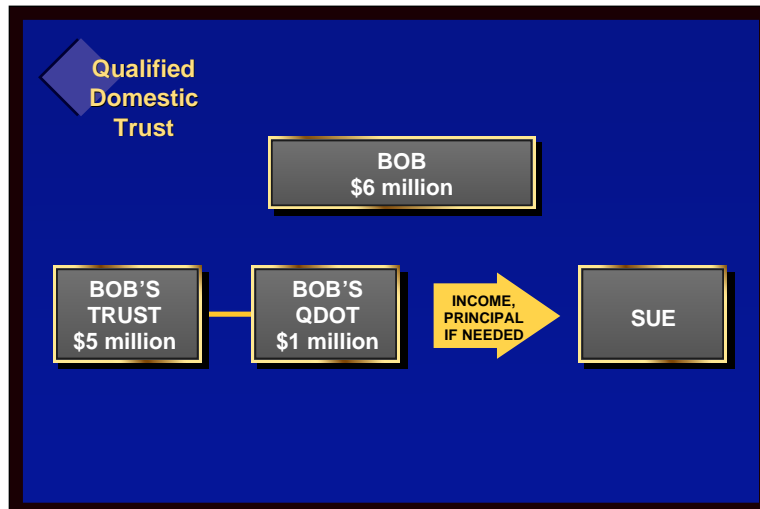 Qualified
Domestic
Trust
BOB
$6 million
BOB'S
TRUST
$5 million
BOB'S
QDOT
$1 million
INCOME,
PRINCIPAL
IF NEEDED
SUE